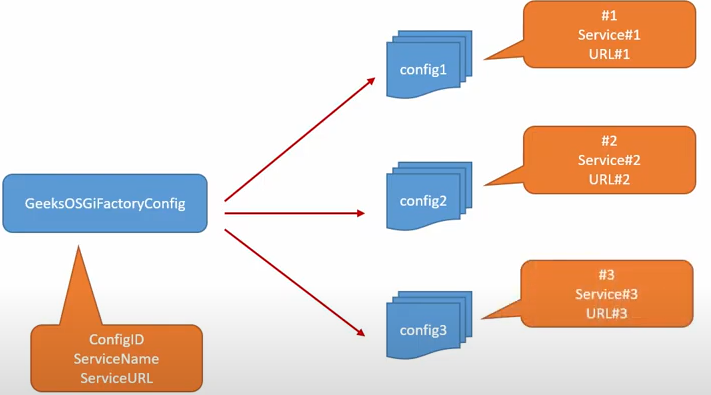 #1
Service#1
URL#1
config1
#2
Service#2
URL#2
config2
GeeksOSGiFactoryConfig
#3
Service#3
URL#3
config3
ConfigID
ServiceName
ServiceURL